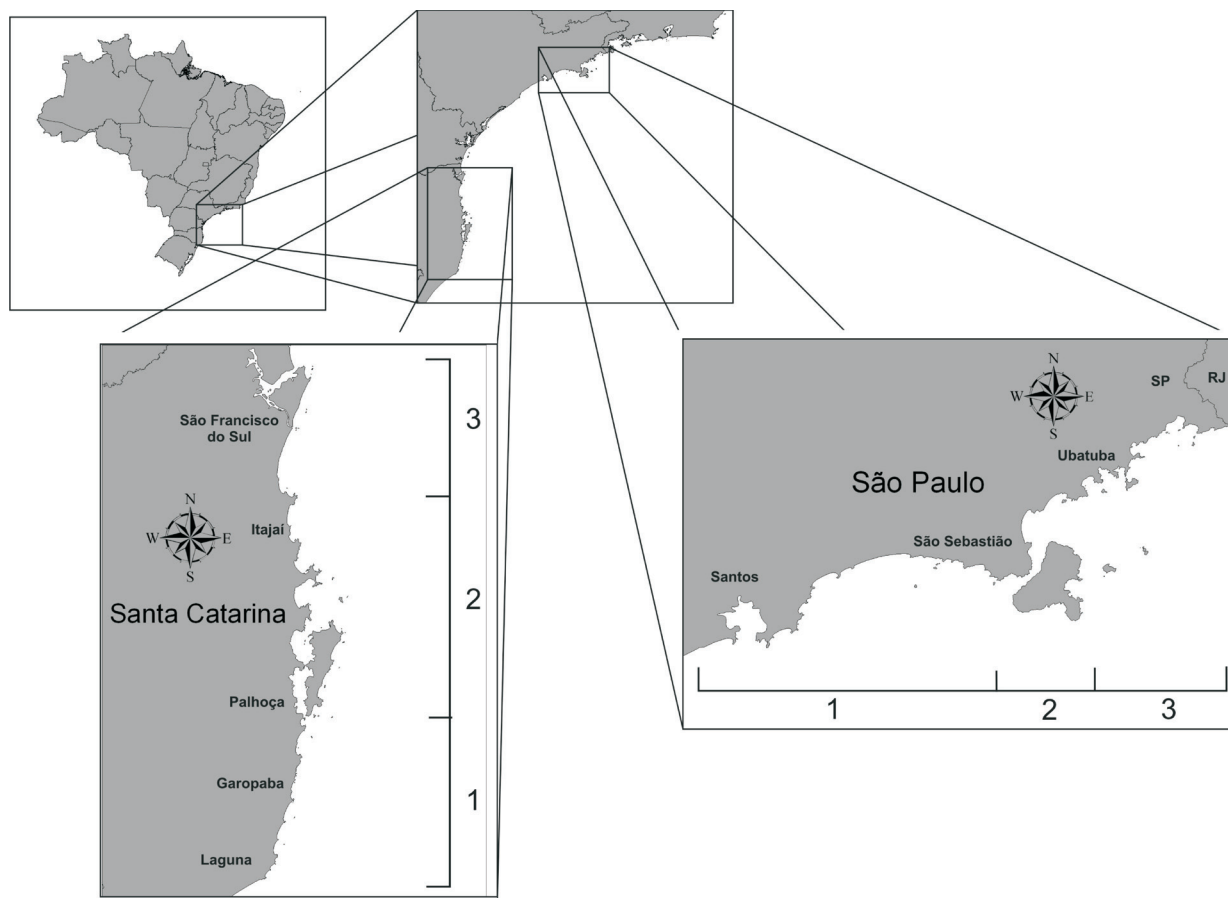 São Francisco
do Sul
3
N
W
E
S
Itajaí
Santa Catarina
2
Palhoça
Garopaba
1
Laguna
N
W
E
S
SP
RJ
Ubatuba
São Paulo
São Sebastião
Santos
1
2
3